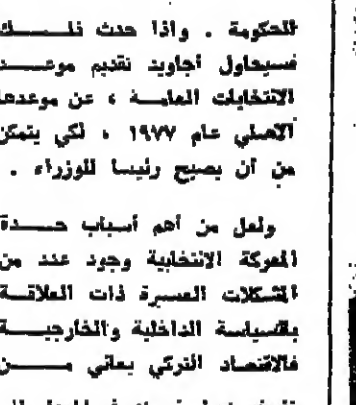 للحكومة . واذا حدث ذلك
فسيحاول اجاويد تقديم موعد
الانتخابات العامة ، عن موعدها
الاصلي عام ١٩٧٧ ، لكي يتمكن
من أن يصبح رئيسا للوزراء .
ولعل من أهم أسباب حدة
المعركة الانتخابية وجود عدد من
المشكلات العسيرة ذات العلاقة
بالسياسة الداخلية والخارجية
فالاقتصاد التركي يعاني من